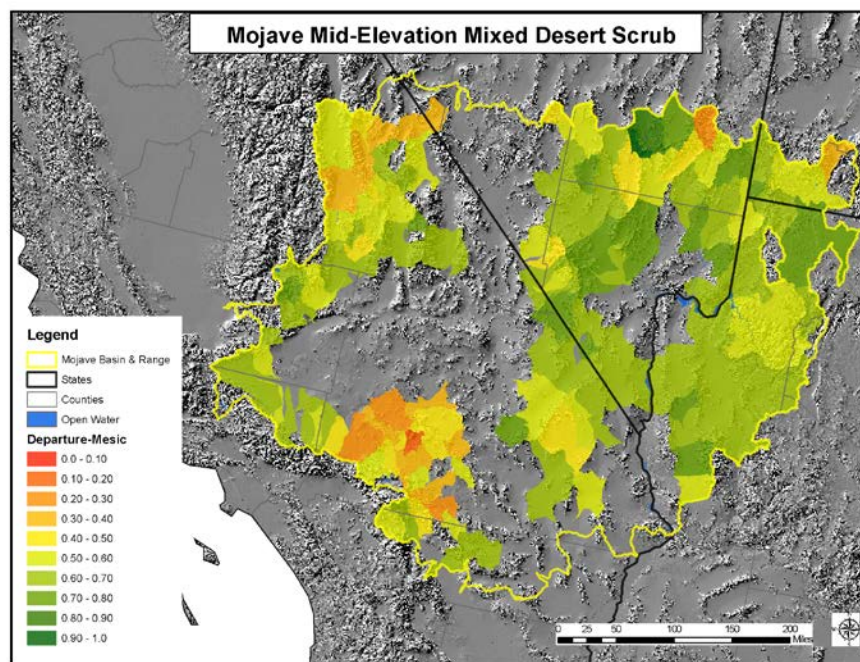 Mojave Mid-Elevation Mixed Desert Scrub
Legend
Mojave Basin & Range
States
Counties
Open Water
Departure-Mesic
0.0 - 0.10
0.10 - 0.20
0.20 - 0.30
0.30 - 0.40
0.40 - 0.50
0.50 - 0.60
0.60 - 0.70
0.70 - 0.80
0.80 - 0.90
0.90 - 1.0
0 25 50 100 150 200
Miles